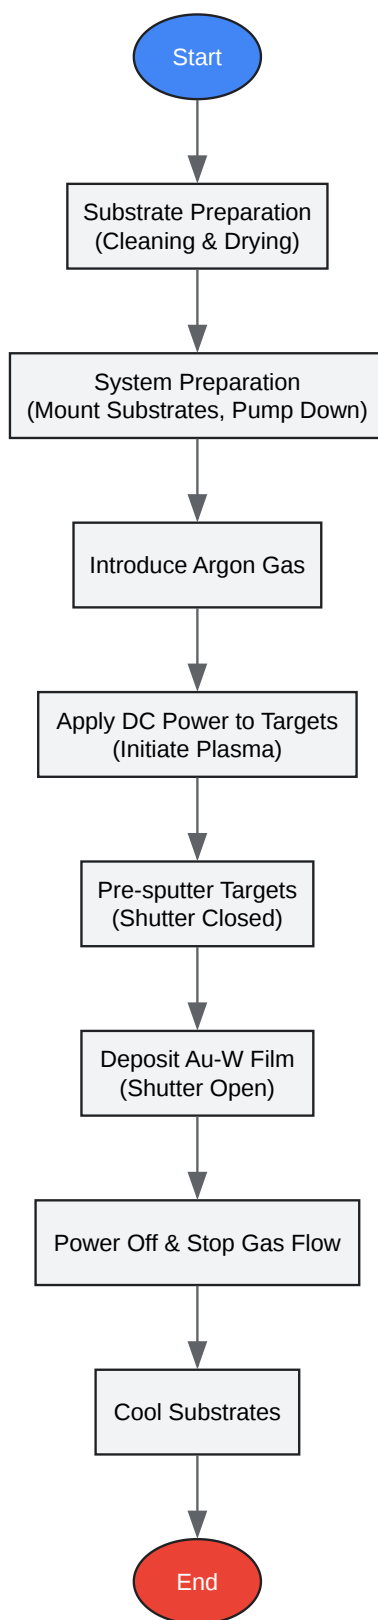 Start
Substrate Preparation
(Cleaning & Drying)
System Preparation
(Mount Substrates, Pump Down)
Introduce Argon Gas
Apply DC Power to Targets
(Initiate Plasma)
Pre-sputter Targets
(Shutter Closed)
Deposit Au-W Film
(Shutter Open)
Power Off & Stop Gas Flow
Cool Substrates
End